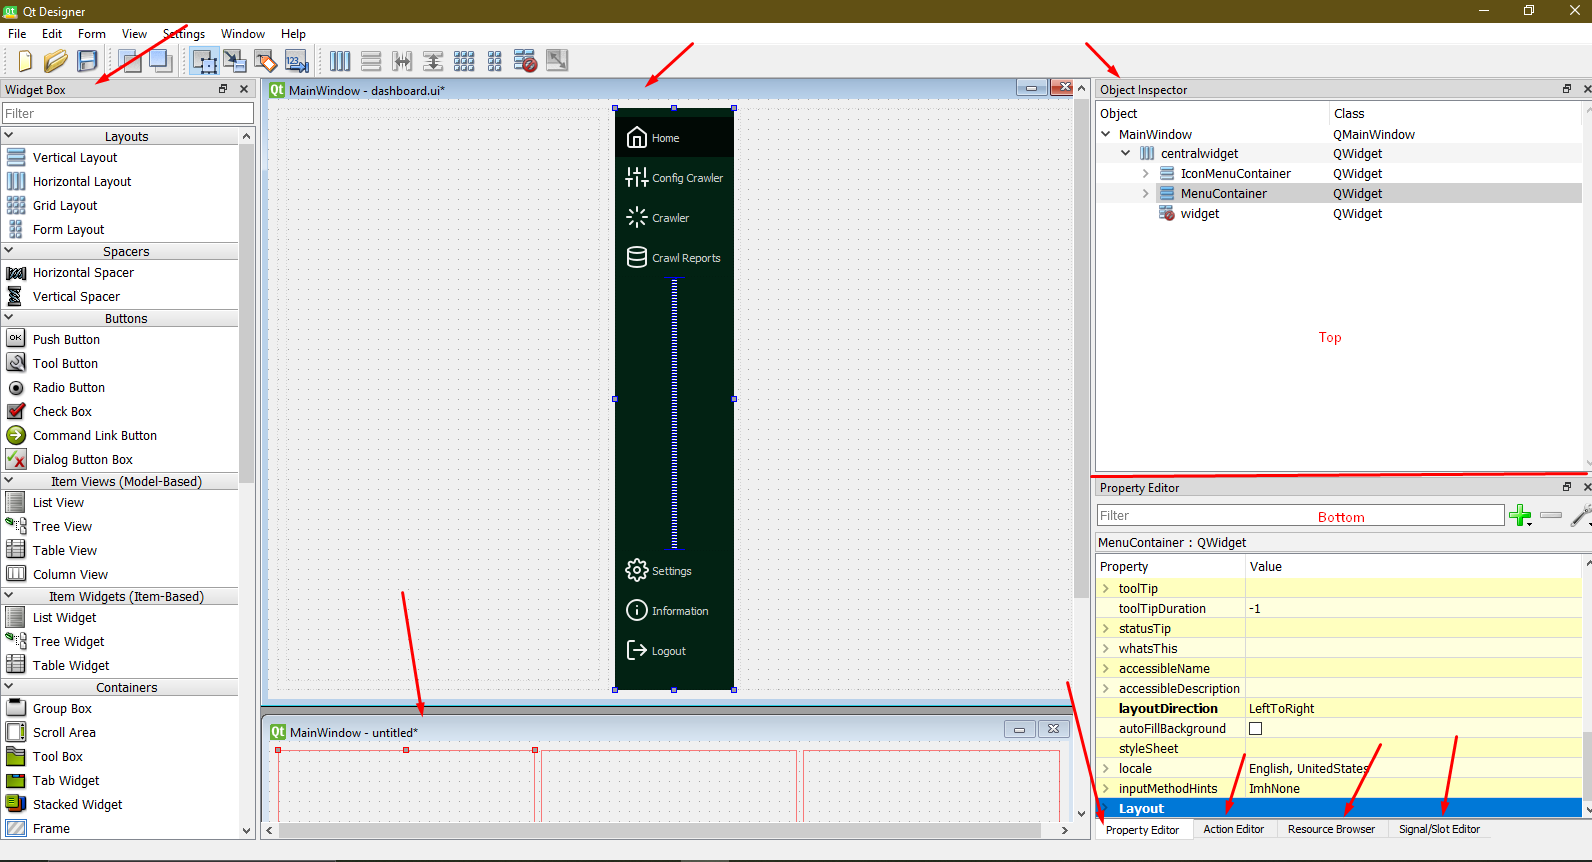 Qt Designer
File Edit Form View Settings Window Help
Widget Box
Filter
Layouts
Vertical Layout
Horizontal Layout
Grid Layout
Form Layout
Spacers
Horizontal Spacer
Vertical Spacer
Buttons
OK Push Button
Tool Button
Radio Button
Check Box
Command Link Button
Dialog Button Box
Item Views (Model-Based)
List View
Tree View
Table View
Column View
Item Widgets (Item-Based)
List Widget
Tree Widget
Table Widget
Containers
Group Box
Scroll Area
Tool Box
Tab Widget
Stacked Widget
Frame
Qt MainWindow - dashboard.ui*
Home
Config Crawler
Crawler
Crawl Reports
Settings
Information
Logout
Qt MainWindow - untitled*
Object Inspector
Object Class
MainWindow QMainWindow
centralwidget QWidget
IconMenuContainer QWidget
MenuContainer QWidget
widget QWidget
Top
Property Editor
Filter
Bottom
MenuContainer : QWidget
Property Value
toolTip
toolTipDuration -1
statusTip
whatsThis
accessibleName
accessibleDescription
layoutDirection LeftToRight
autoFillBackground
styleSheet
locale English, UnitedStates
inputMethodHints ImhNone
Layout
Property Editor Action Editor Resource Browser Signal/Slot Editor